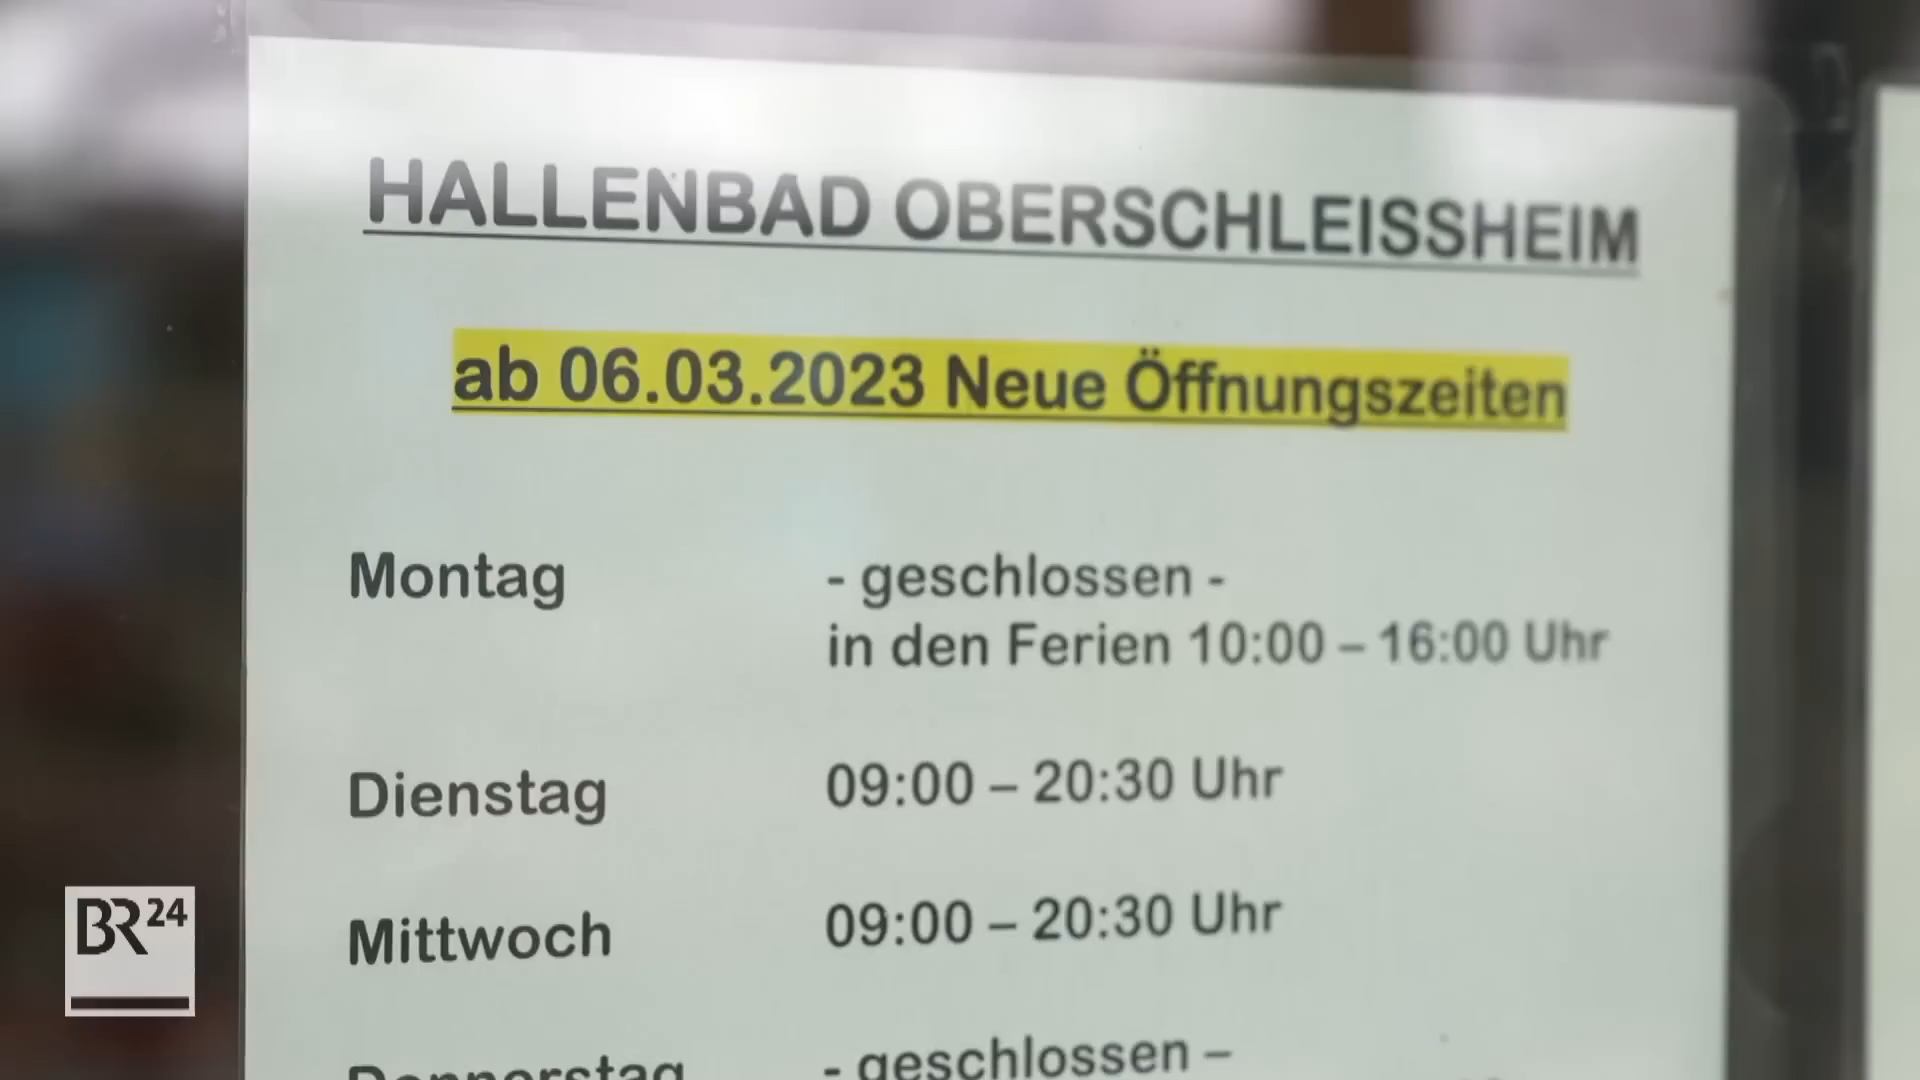 HALLENBAD OBERSCHLEISSHEIM
ab 06.03.2023 Neue Öffnungszeiten
Montag - geschlossen -
in den Ferien 10:00 – 16:00 Uhr
Dienstag 09:00 – 20:30 Uhr
Mittwoch 09:00 – 20:30 Uhr
Donnerstag - geschlossen –
BR24